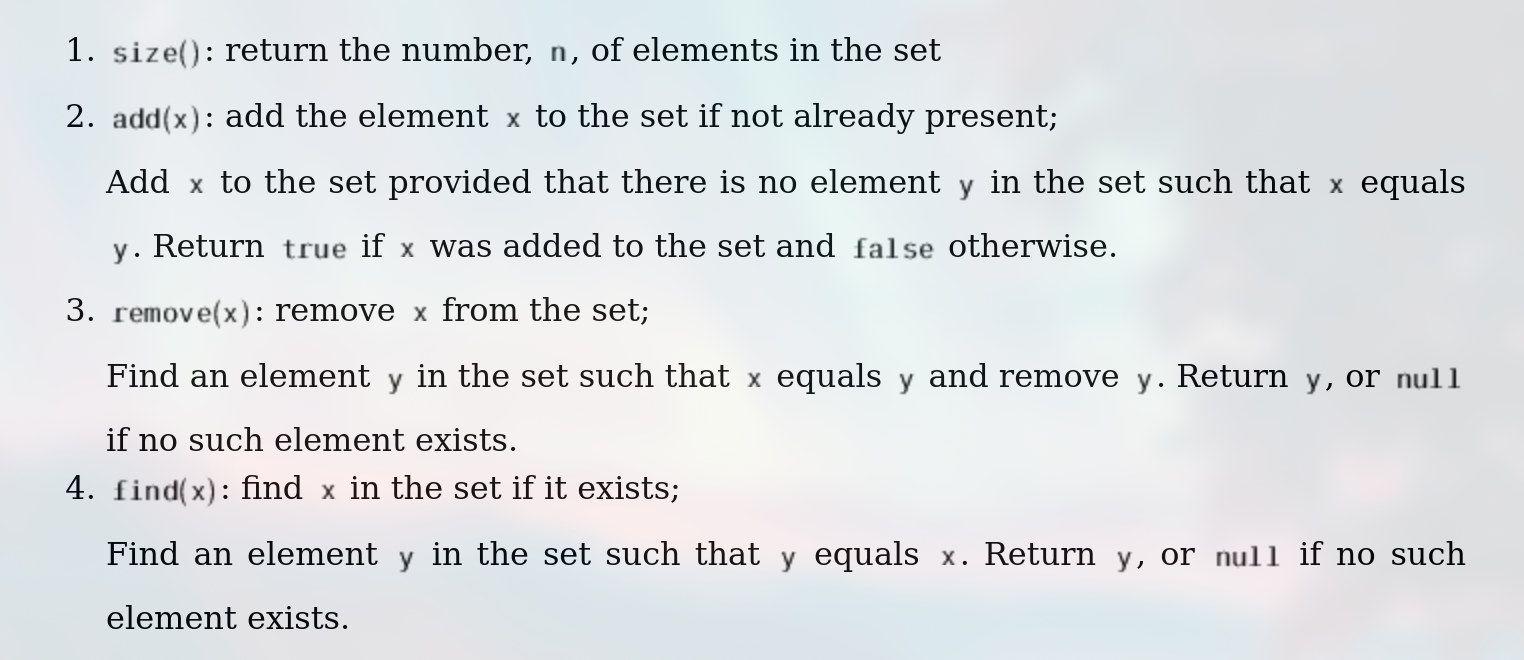 1. size(): return the number, n, of elements in the set
2. add(x): add the element x to the set if not already present;
Add x to the set provided that there is no element y in the set such that x equals
y. Return true if x was added to the set and false otherwise.
3. remove(x): remove x from the set;
Find an element y in the set such that x equals y and remove y. Return y, or null
if no such element exists.
4. find(x): find x in the set if it exists;
Find an element y in the set such that y equals x. Return y, or null if no such
element exists.